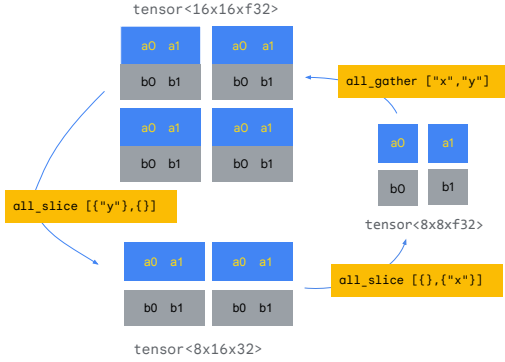 tensor<16x16xf32>
a0 a1 a0 a1
b0 b1 b0 b1
a0 a1 a0 a1
b0 b1 b0 b1
all_gather ["x","y"]
a0 a1
b0 b1
tensor<8x8xf32>
all_slice [{"y"},{}]
a0 a1 a0 a1
b0 b1 b0 b1
all_slice [{},{"x"}]
tensor<8x16x32>